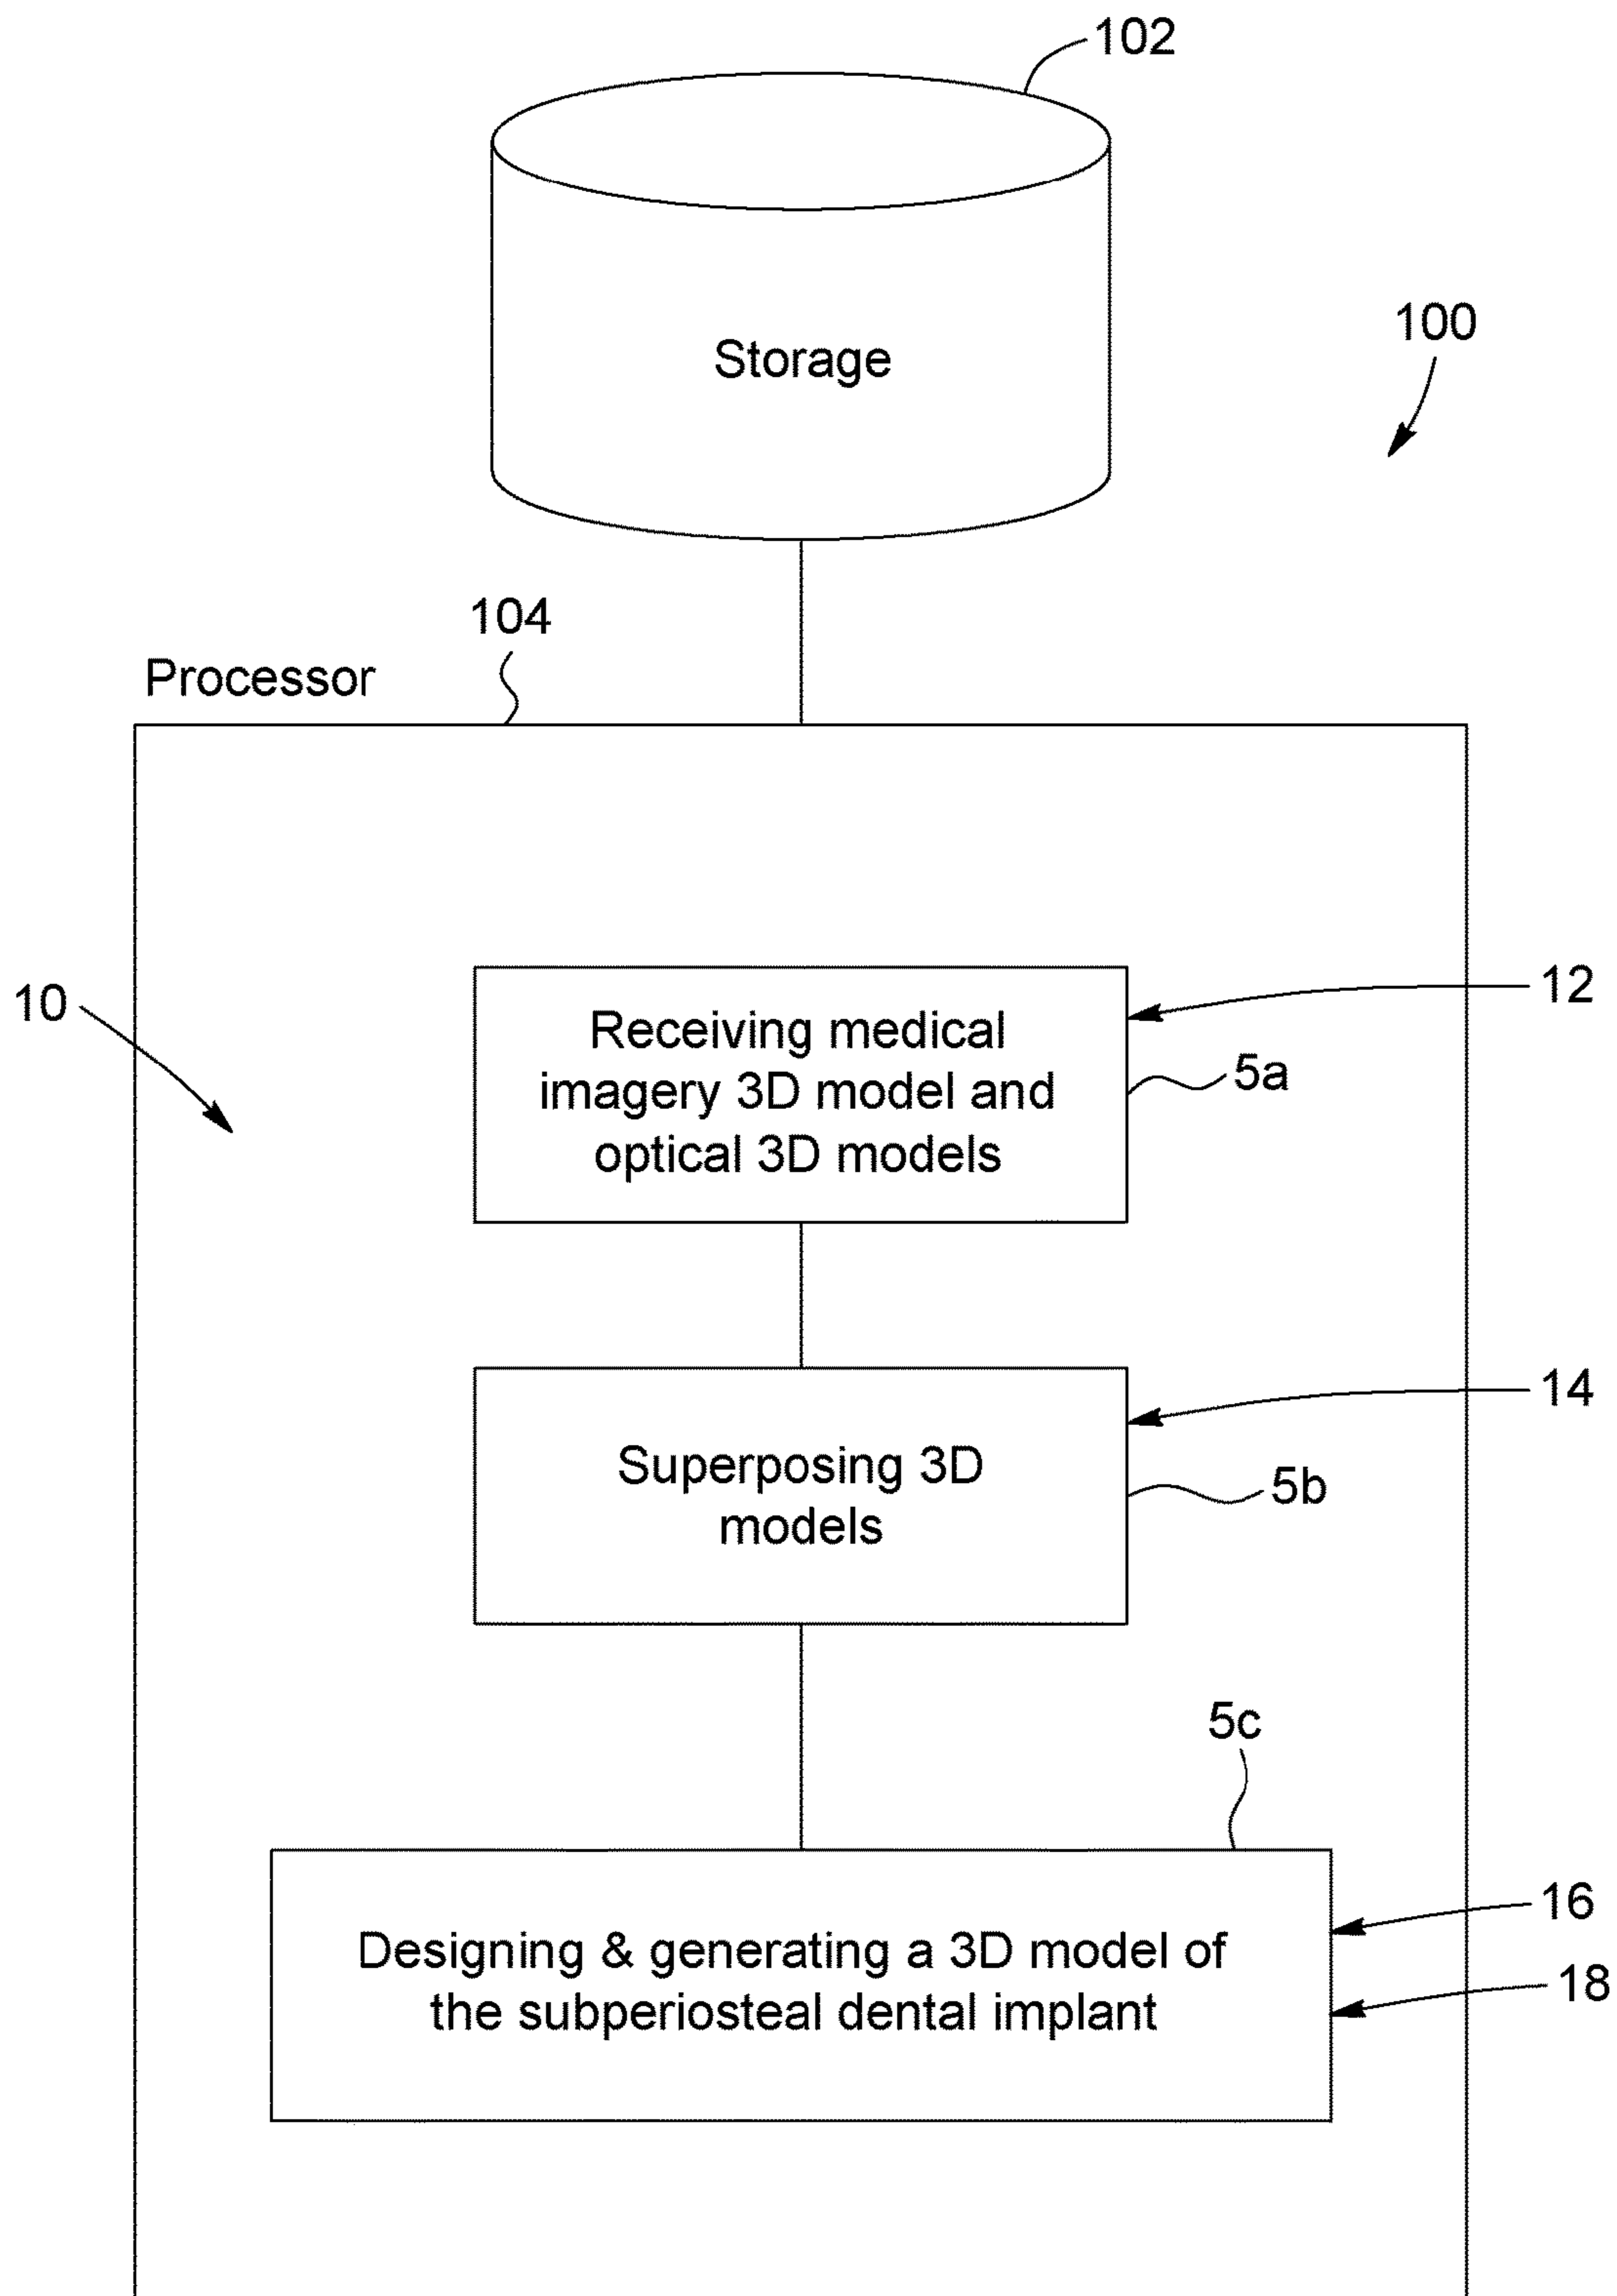 102
100
Storage
104
Processor
10
12
Receiving medical
imagery 3D model and
optical 3D models
5a
14
Superposing 3D
models
5b
5c
16
Designing & generating a 3D model of
the subperiosteal dental implant
18